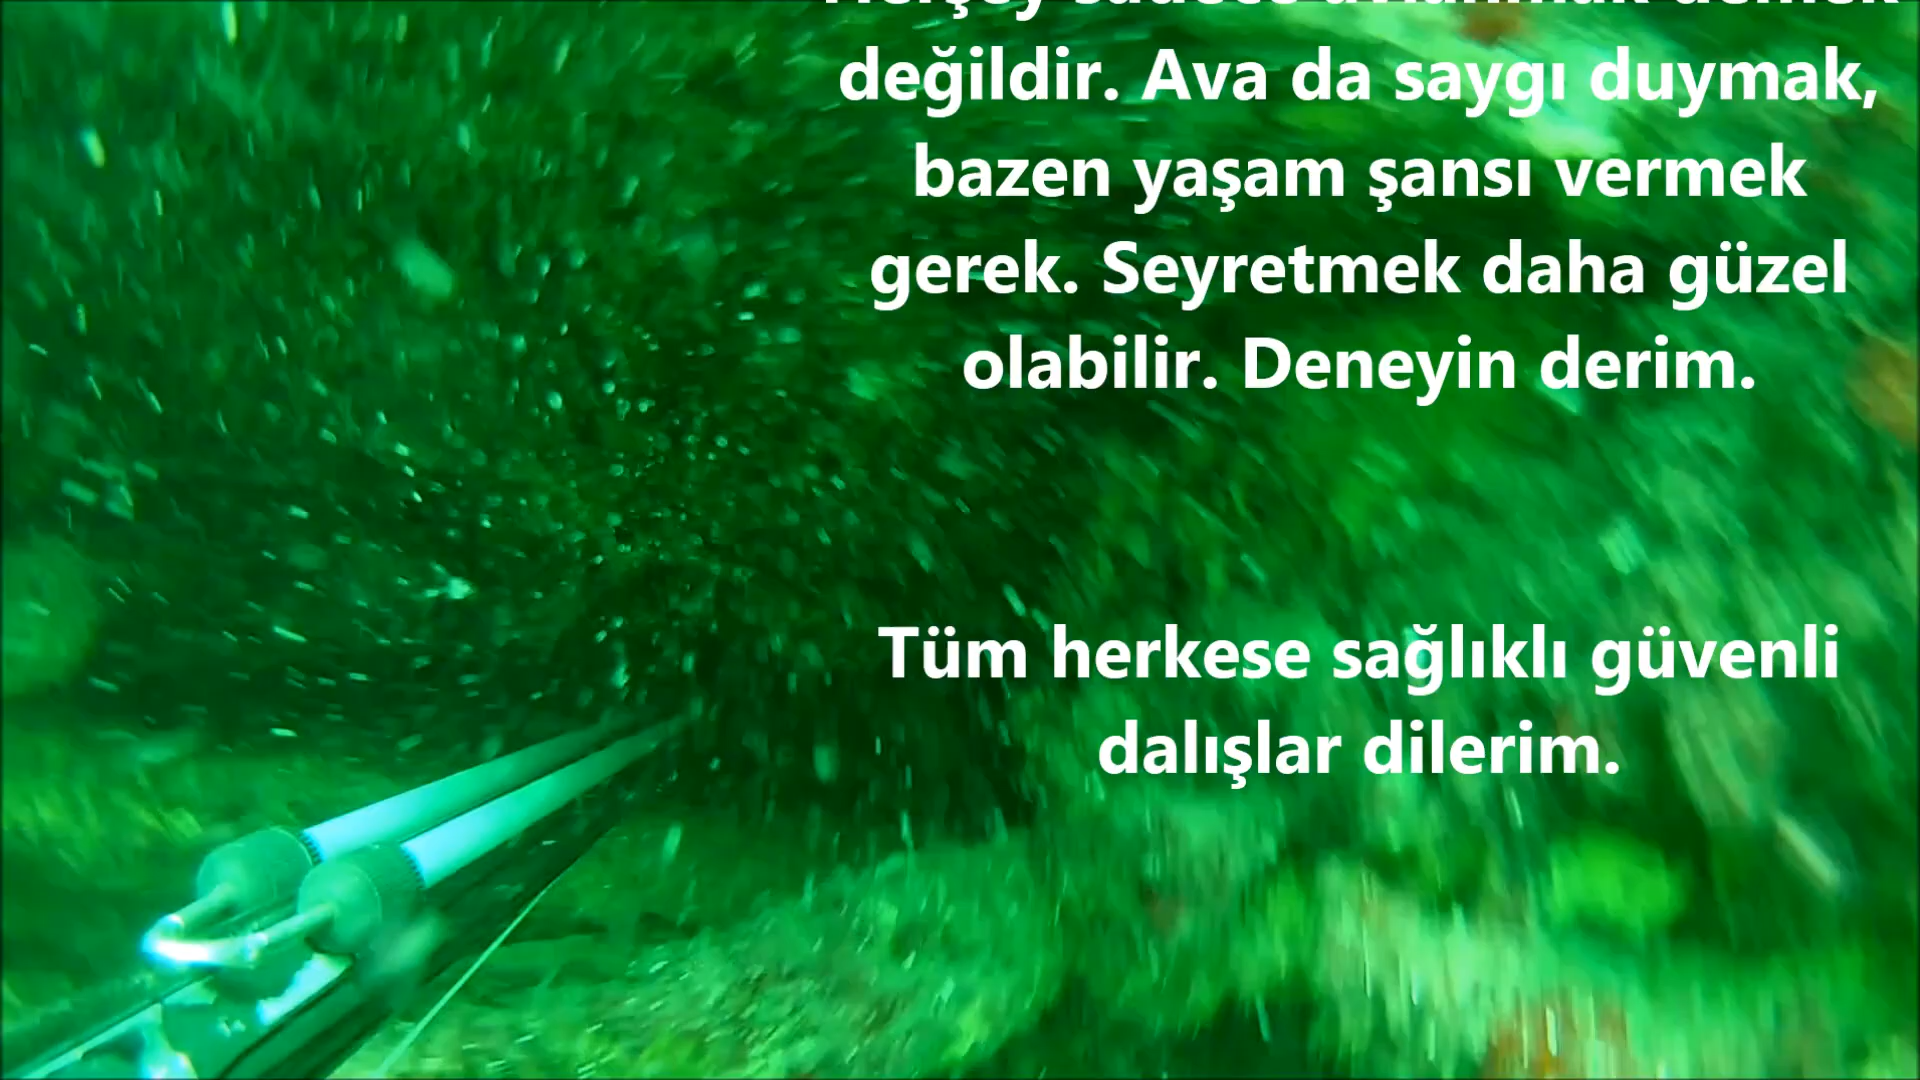 değildir. Ava da saygı duymak,
bazen yaşam şansı vermek
gerek. Seyretmek daha güzel
olabilir. Deneyin derim.
Tüm herkese sağlıklı güvenli
dalışlar dilerim.